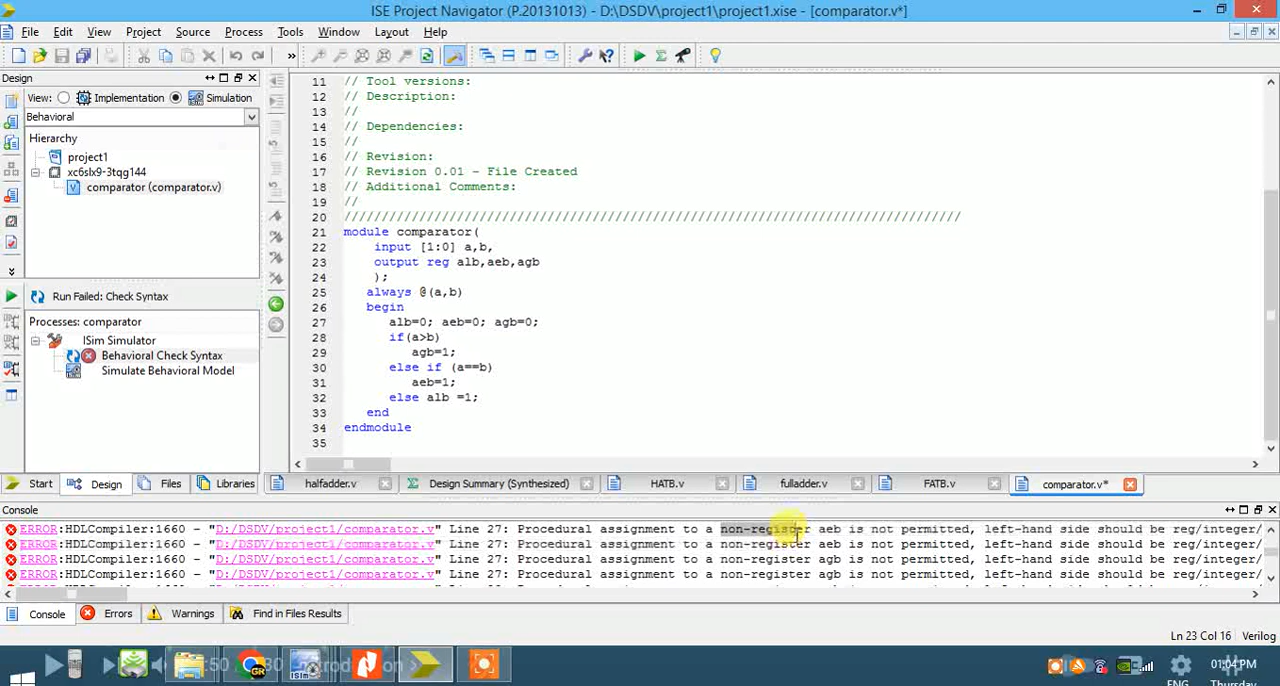 ISE Project Navigator (P.20131013) - D:\DSDV\project1\project1.xise - [comparator.v*]
File Edit View Project Source Process Tools Window Layout Help
Design
View: Implementation Simulation
Behavioral
Hierarchy
project1
xc6slx9-3tqg144
comparator (comparator.v)
Run Failed: Check Syntax
Processes: comparator
ISim Simulator
Behavioral Check Syntax
Simulate Behavioral Model
11 // Tool versions:
12 // Description:
13 //
14 // Dependencies:
15 //
16 // Revision:
17 // Revision 0.01 - File Created
18 // Additional Comments:
19 //
20 //////////////////////////////////////////////////////////////////////////////////
21 module comparator(
22 input [1:0] a,b,
23 output reg alb,aeb,agb
24 );
25 always @(a,b)
26 begin
27 alb=0; aeb=0; agb=0;
28 if(a>b)
29 agb=1;
30 else if (a==b)
31 aeb=1;
32 else alb =1;
33 end
34 endmodule
35
Start Design Files Libraries halfadder.v Design Summary (Synthesized) HATB.v fulladder.v FATB.v comparator.v*
Console
ERROR:HDLCompiler:1660 - "D:/DSDV/project1/comparator.v" Line 27: Procedural assignment to a non-register aeb is not permitted, left-hand side should be reg/integer/
ERROR:HDLCompiler:1660 - "D:/DSDV/project1/comparator.v" Line 27: Procedural assignment to a non-register aeb is not permitted, left-hand side should be reg/integer/
ERROR:HDLCompiler:1660 - "D:/DSDV/project1/comparator.v" Line 27: Procedural assignment to a non-register agb is not permitted, left-hand side should be reg/integer/
ERROR:HDLCompiler:1660 - "D:/DSDV/project1/comparator.v" Line 27: Procedural assignment to a non-register agb is not permitted, left-hand side should be reg/integer/
Console Errors Warnings Find in Files Results
Ln 23 Col 16 Verilog
01:04 PM
ENG Thursday